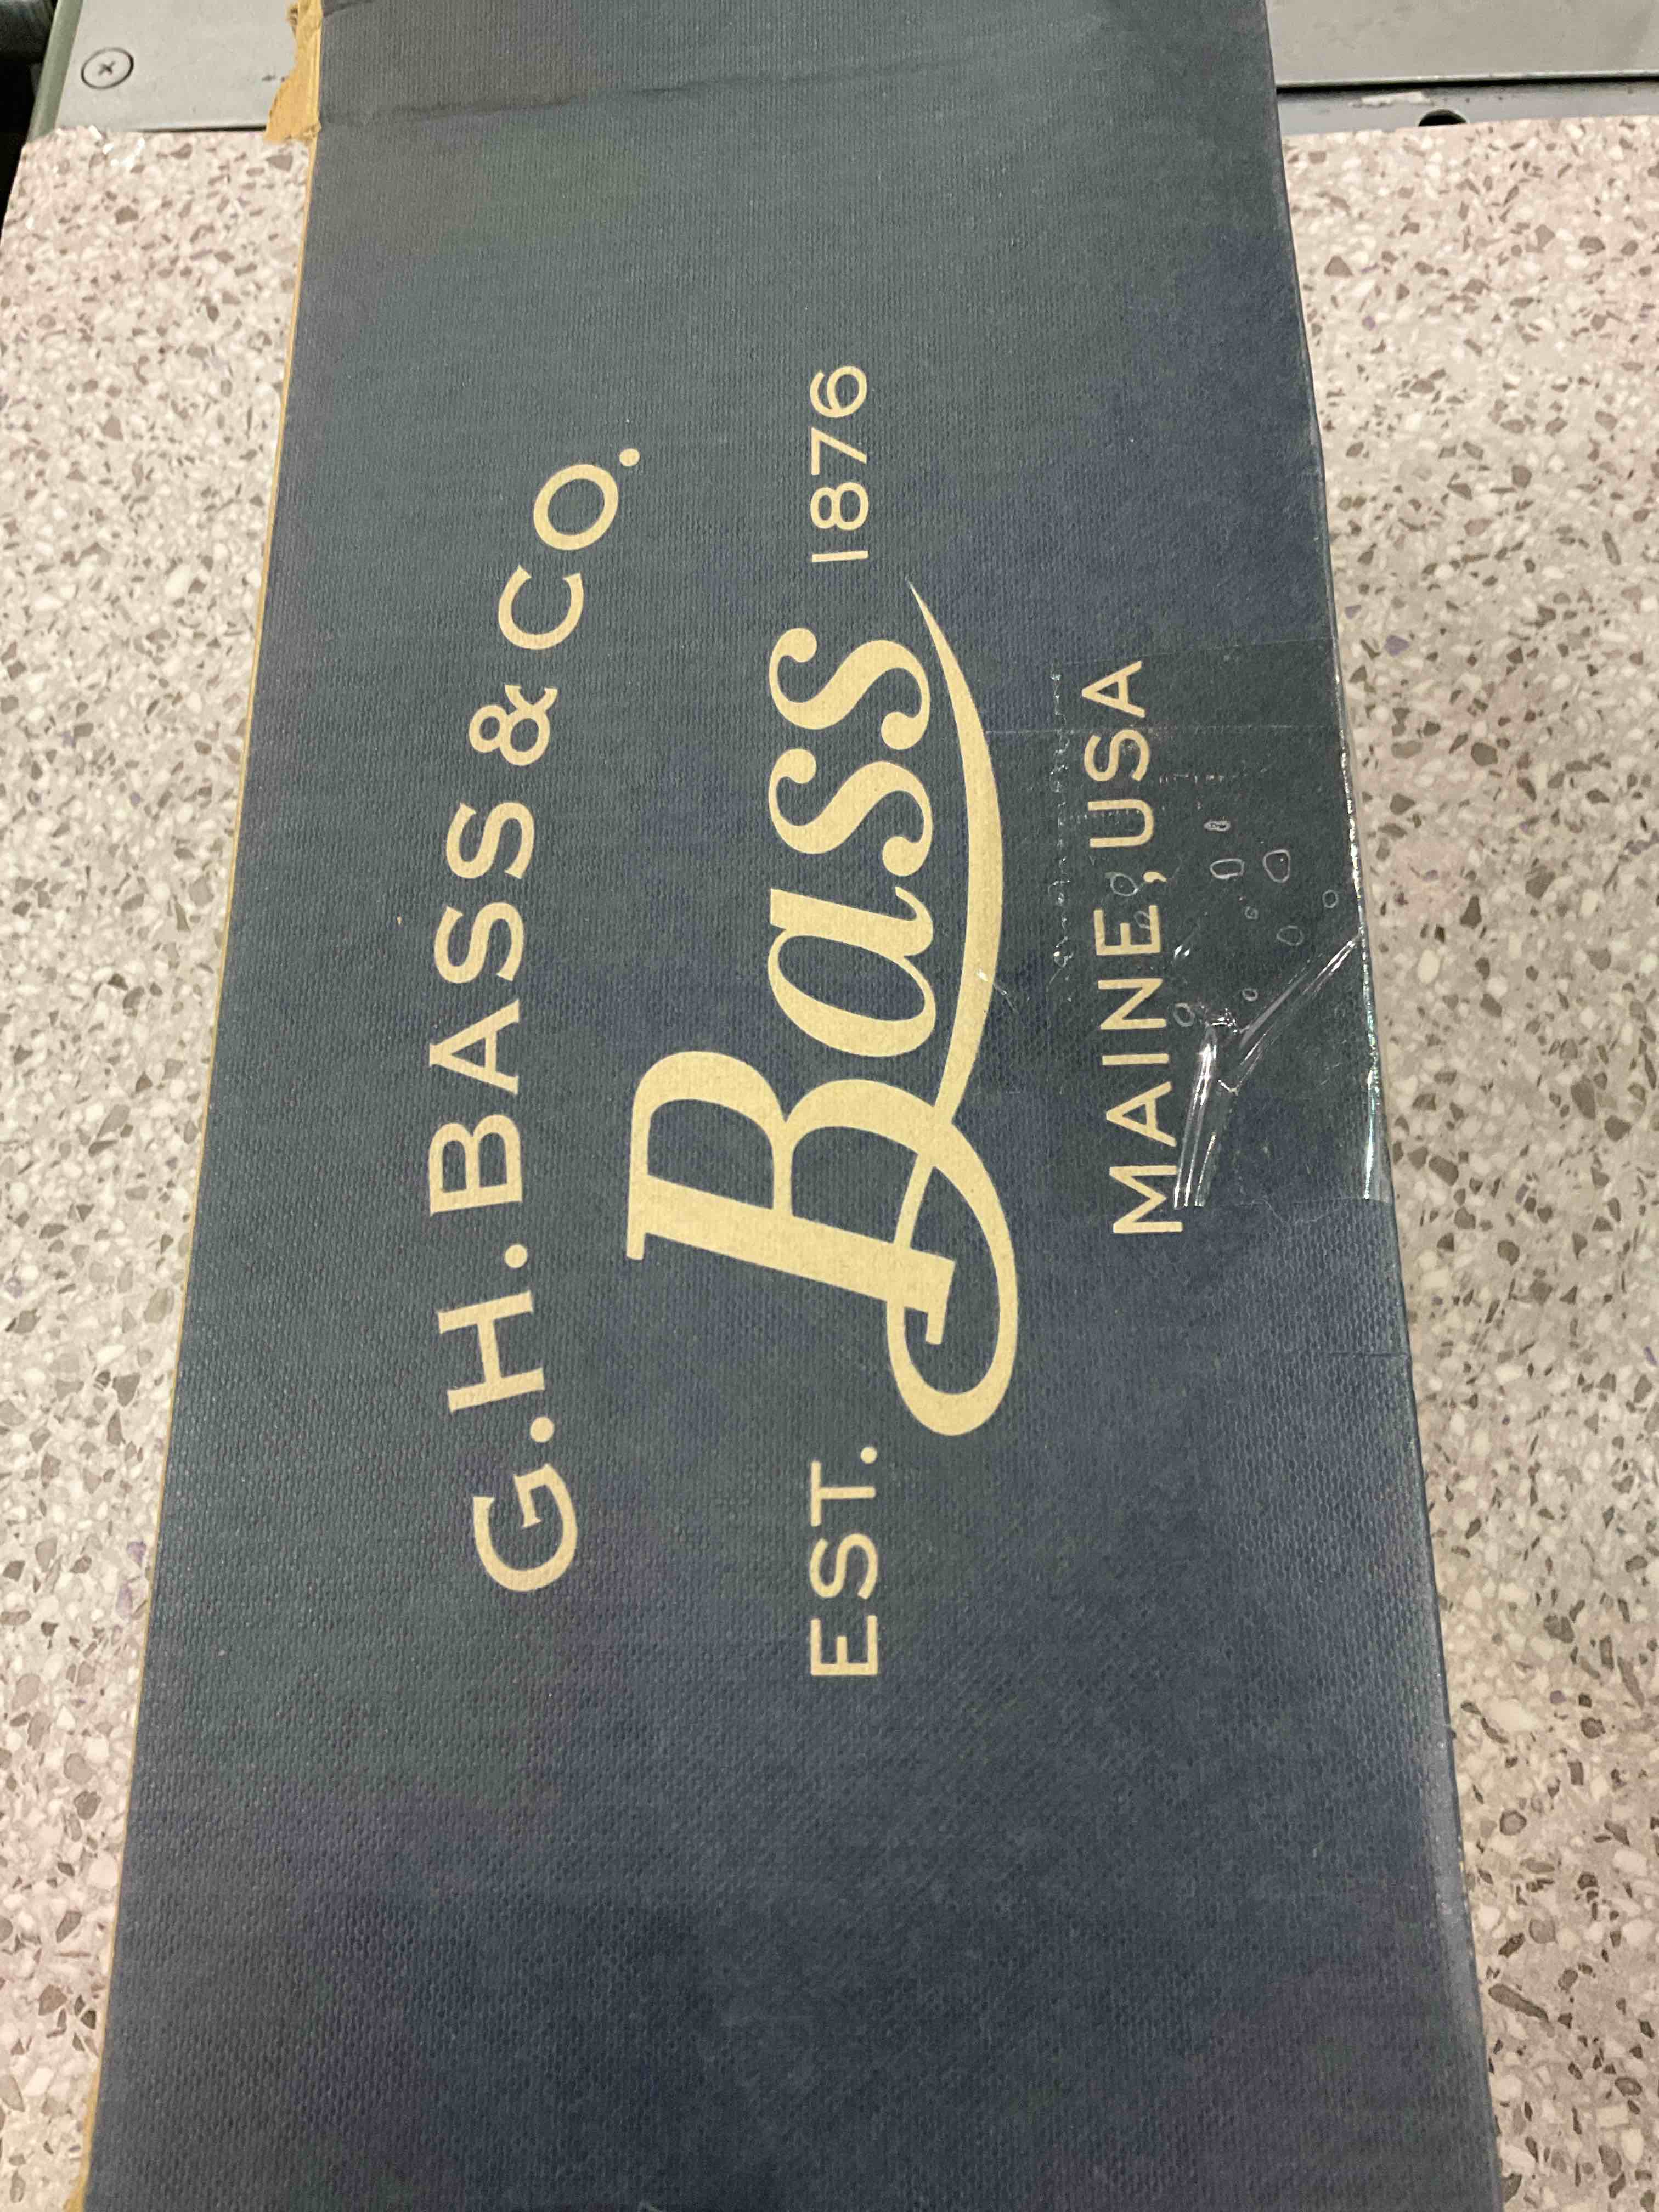 G.H. BASS & CO.
EST. Bass 1876
MAINE, USA